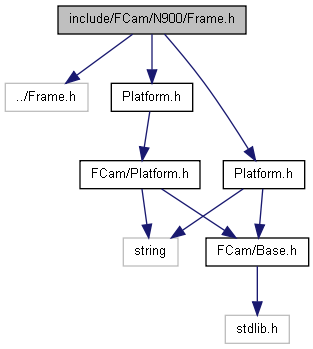 include/FCam/N900/Frame.h
../Frame.h
Platform.h
FCam/Platform.h
Platform.h
string
FCam/Base.h
stdlib.h